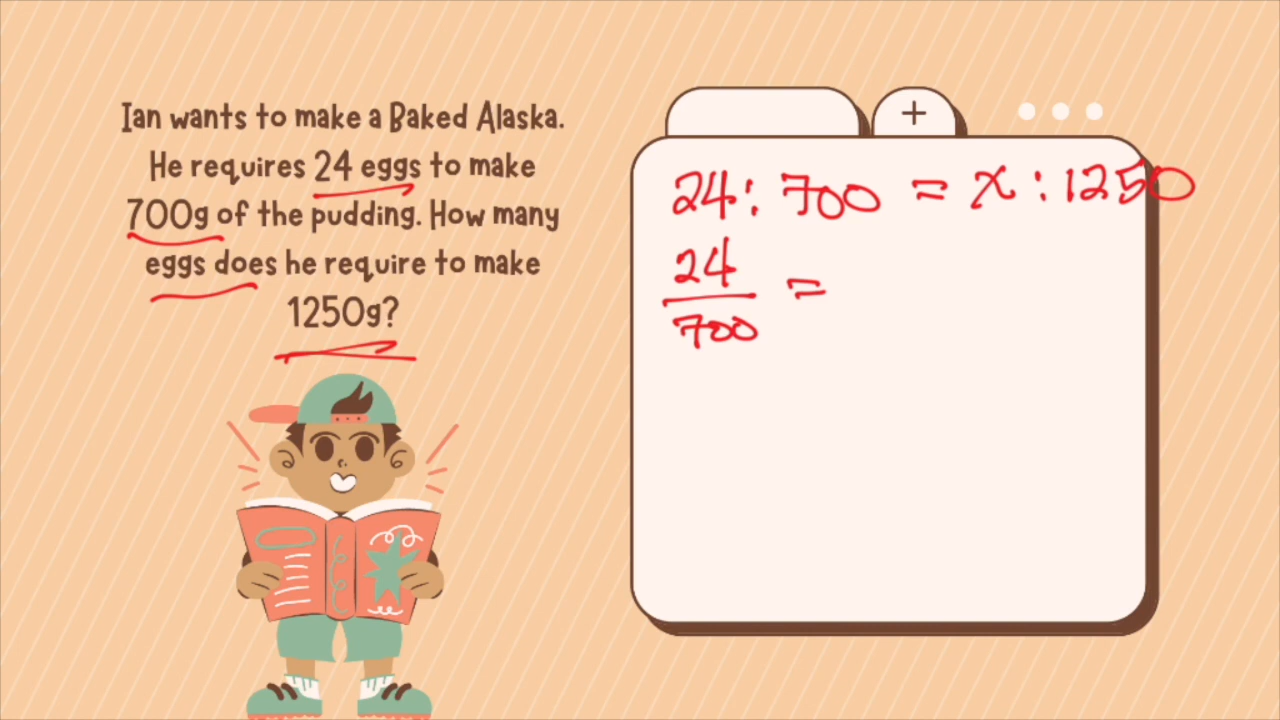 Ian wants to make a Baked Alaska.
He requires 24 eggs to make
700g of the pudding. How many
eggs does he require to make
1250g?
+
24 : 700 = x : 1250
24
700
=